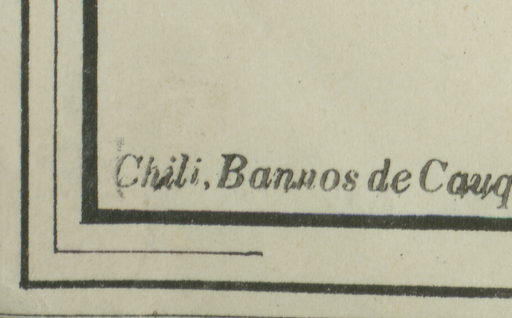 Chili, Bannos de Cauq